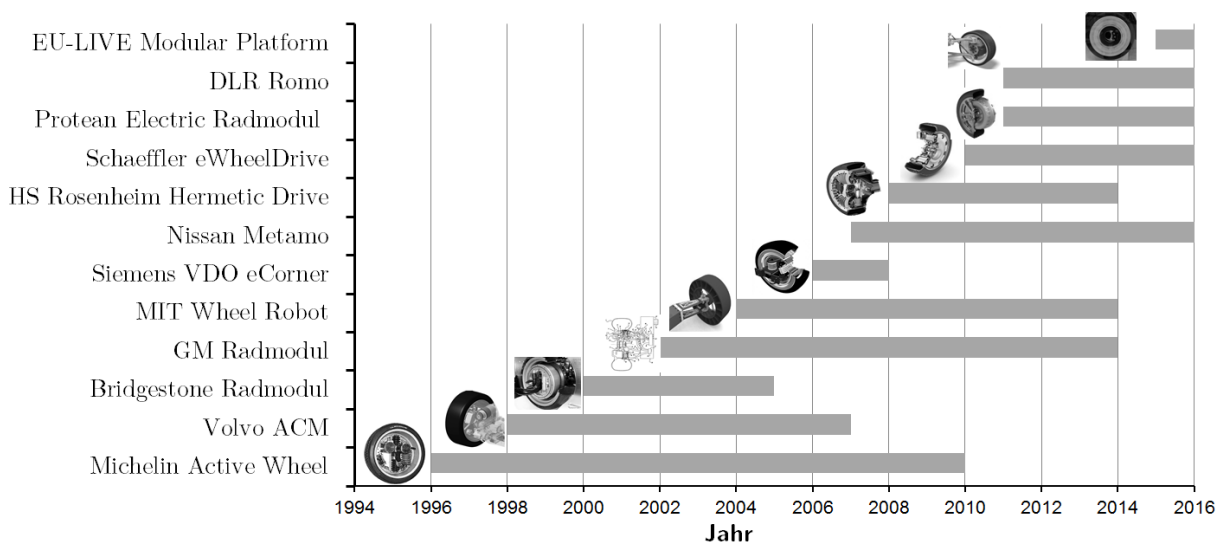 EU-LIVE Modular Platform
DLR Romo
Protean Electric Radmodul
Schaeffler eWheelDrive
HS Rosenheim Hermetic Drive
Nissan Metamo
Siemens VDO eCorner
MIT Wheel Robot
GM Radmodul
Bridgestone Radmodul
Volvo ACM
Michelin Active Wheel
1994 1996 1998 2000 2002 2004 2006 2008 2010 2012 2014 2016
Jahr